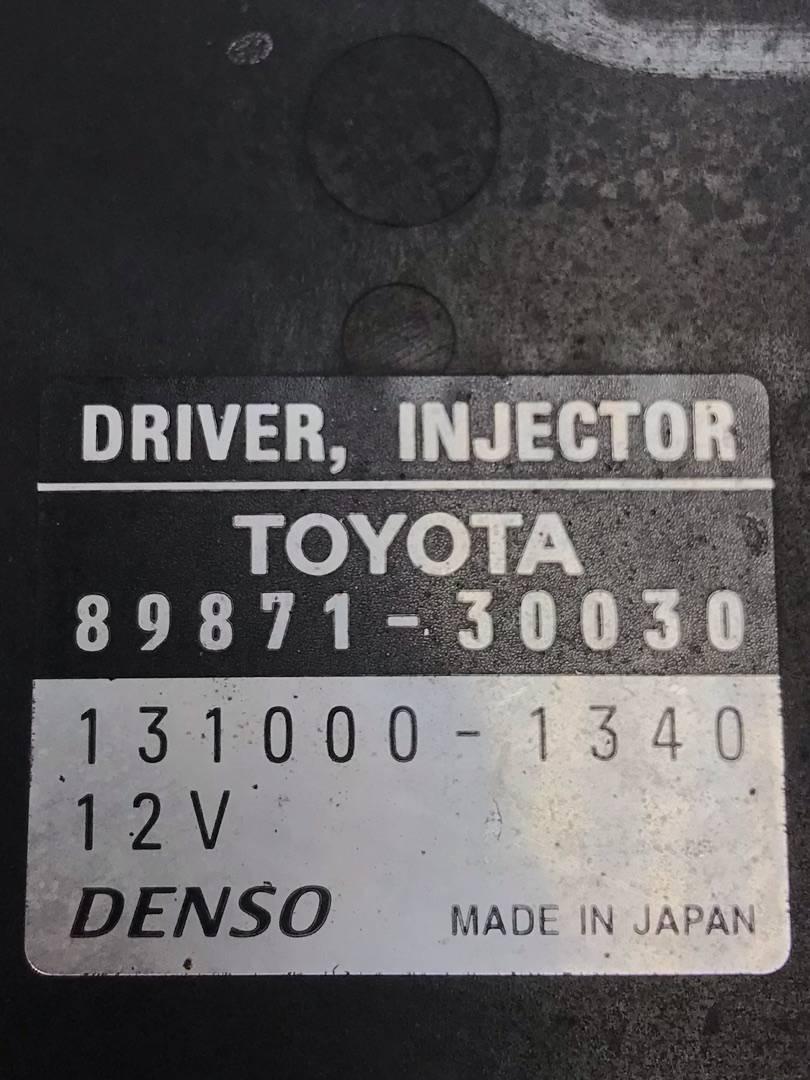 DRIVER, INJECTOR
TOYOTA
89871-30030
131000-1340
12V
DENSO MADE IN JAPAN